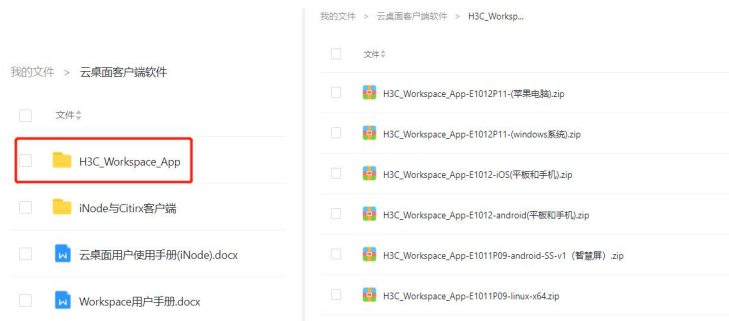 我的文件 > 云桌面客户端软件
文件
H3C_Workspace_App
iNode与Citirx客户端
云桌面用户使用手册(iNode).docx
Workspace用户手册.docx
我的文件 > 云桌面客户端软件 > H3C_Worksp...
文件
H3C_Workspace_App-E1012P11-(苹果电脑).zip
H3C_Workspace_App-E1012P11-(windows系统).zip
H3C_Workspace_App-E1012-iOS(平板和手机).zip
H3C_Workspace_App-E1012-android(平板和手机).zip
H3C_Workspace_App-E1011P09-android-SS-v1（智慧屏）.zip
H3C_Workspace_App-E1011P09-linux-x64.zip